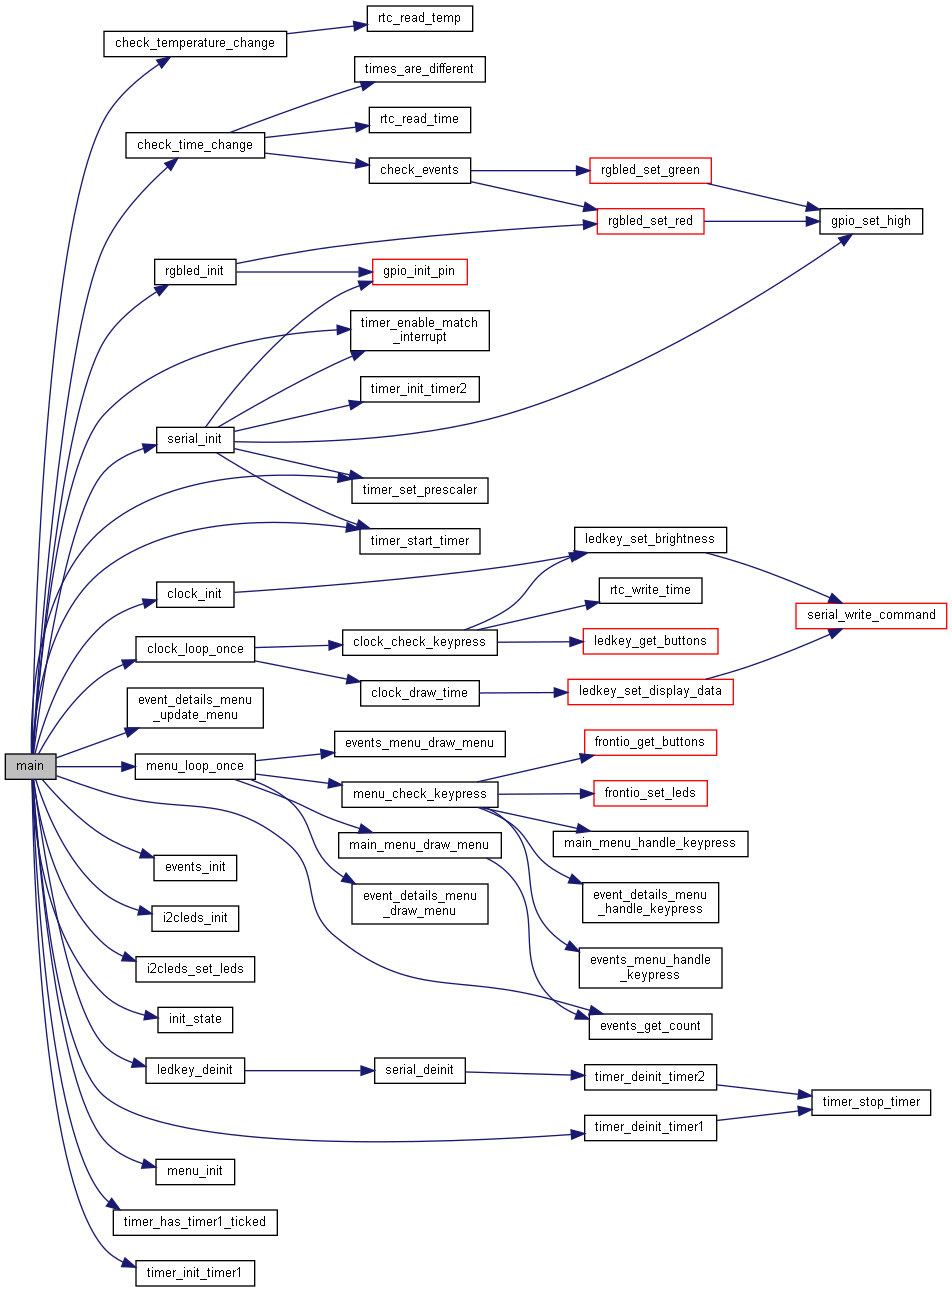 rtc_read_temp
check_temperature_change
times_are_different
rtc_read_time
check_time_change
check_events
rgbled_set_green
rgbled_set_red
gpio_set_high
rgbled_init
gpio_init_pin
timer_enable_match
_interrupt
timer_init_timer2
serial_init
timer_set_prescaler
timer_start_timer
ledkey_set_brightness
clock_init
rtc_write_time
serial_write_command
clock_loop_once
clock_check_keypress
ledkey_get_buttons
clock_draw_time
ledkey_set_display_data
event_details_menu
_update_menu
main
menu_loop_once
events_menu_draw_menu
frontio_get_buttons
menu_check_keypress
frontio_set_leds
main_menu_draw_menu
main_menu_handle_keypress
events_init
event_details_menu
_draw_menu
event_details_menu
_handle_keypress
i2cleds_init
i2cleds_set_leds
events_menu_handle
_keypress
init_state
events_get_count
ledkey_deinit
serial_deinit
timer_deinit_timer2
timer_stop_timer
timer_deinit_timer1
menu_init
timer_has_timer1_ticked
timer_init_timer1